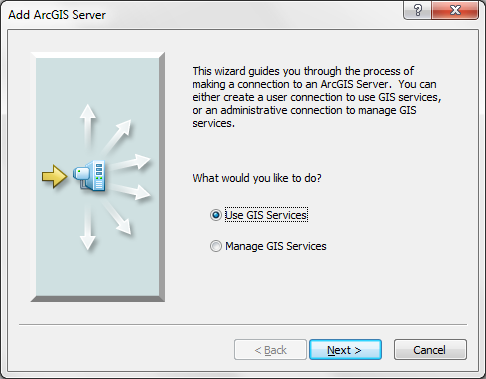 Add ArcGIS Server
?
This wizard guides you through the process of
making a connection to an ArcGIS Server. You can
either create a user connection to use GIS services,
or an administrative connection to manage GIS
services.
What would you like to do?
Use GIS Services
Manage GIS Services
< Back
Next >
Cancel